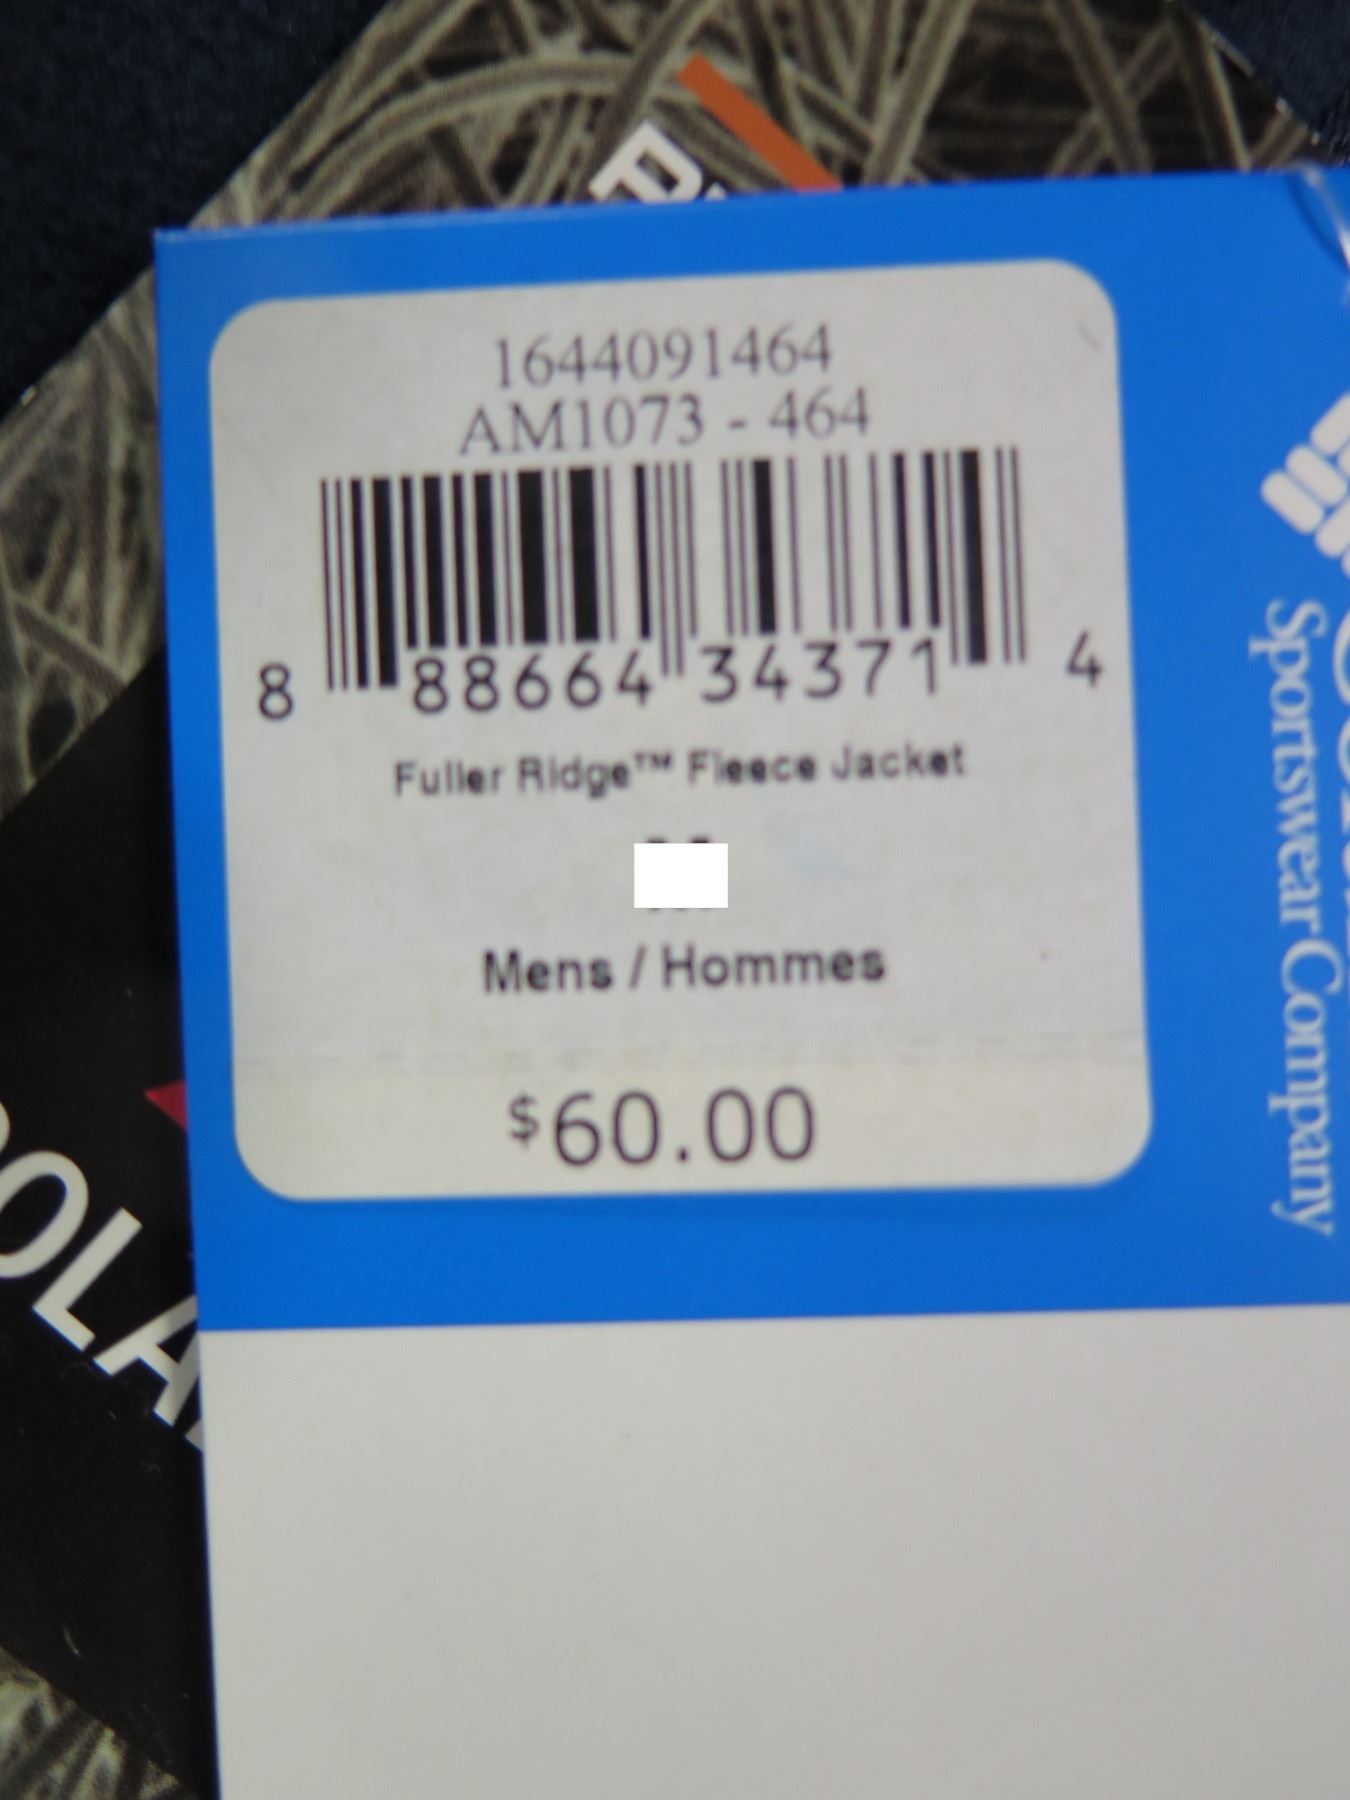 1644091464
AM1073 - 464
8 88664 34371 4
Fuller Ridge™ Fleece Jacket
Mens / Hommes
$60.00
Sportswear Company